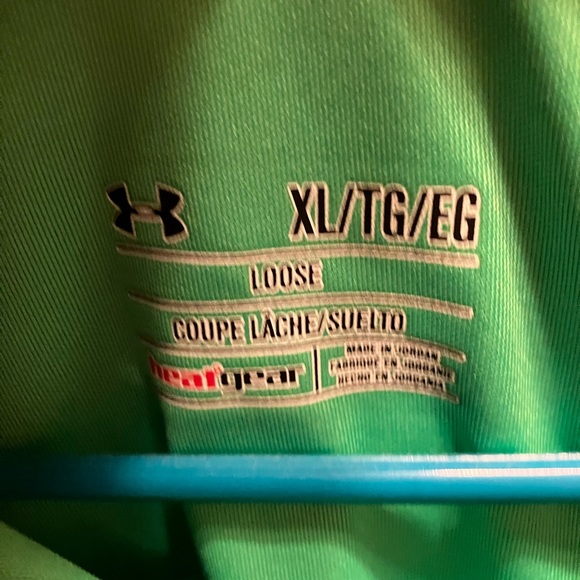 XL/TG/EG
LOOSE
COUPE LÂCHE/SUELTO
heatgear
MADE IN JORDAN
FABRIQUÉ EN JORDANIE
HECHO EN JORDANIA